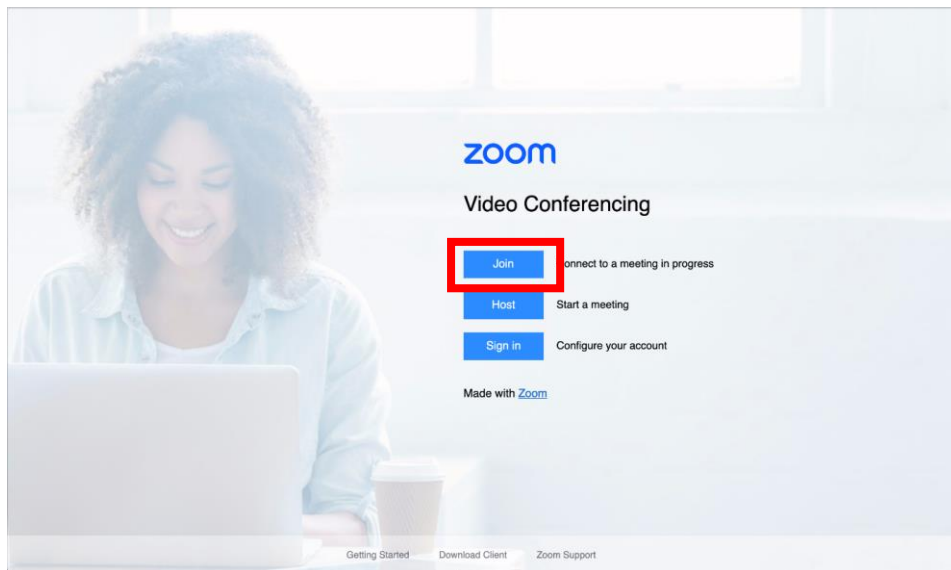 zoom
Video Conferencing
Join onnect to a meeting in progress
Host Start a meeting
Sign in Configure your account
Made with Zoom
Getting Started Download Client Zoom Support